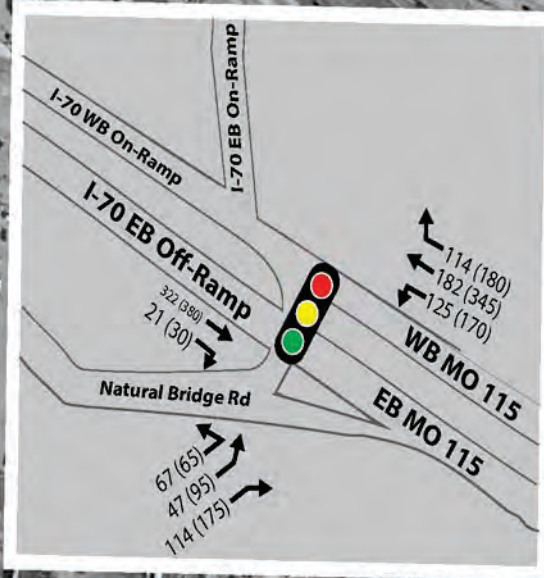 I-70 EB On-Ramp
I-70 WB On-Ramp
I-70 EB Off-Ramp
114 (180)
182 (345)
125 (170)
322 (380)
21 (30)
WB MO 115
EB MO 115
Natural Bridge Rd
67 (65)
47 (95)
114 (175)